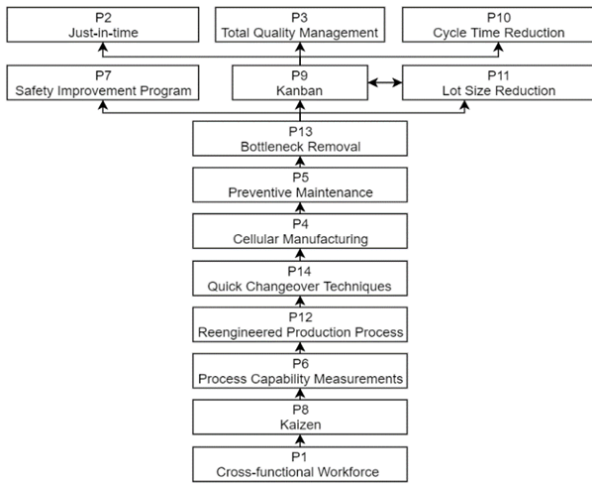 P2
Just-in-time
P3
Total Quality Management
P10
Cycle Time Reduction
P7
Safety Improvement Program
P9
Kanban
P11
Lot Size Reduction
P13
Bottleneck Removal
P5
Preventive Maintenance
P4
Cellular Manufacturing
P14
Quick Changeover Techniques
P12
Reengineered Production Process
P6
Process Capability Measurements
P8
Kaizen
P1
Cross-functional Workforce